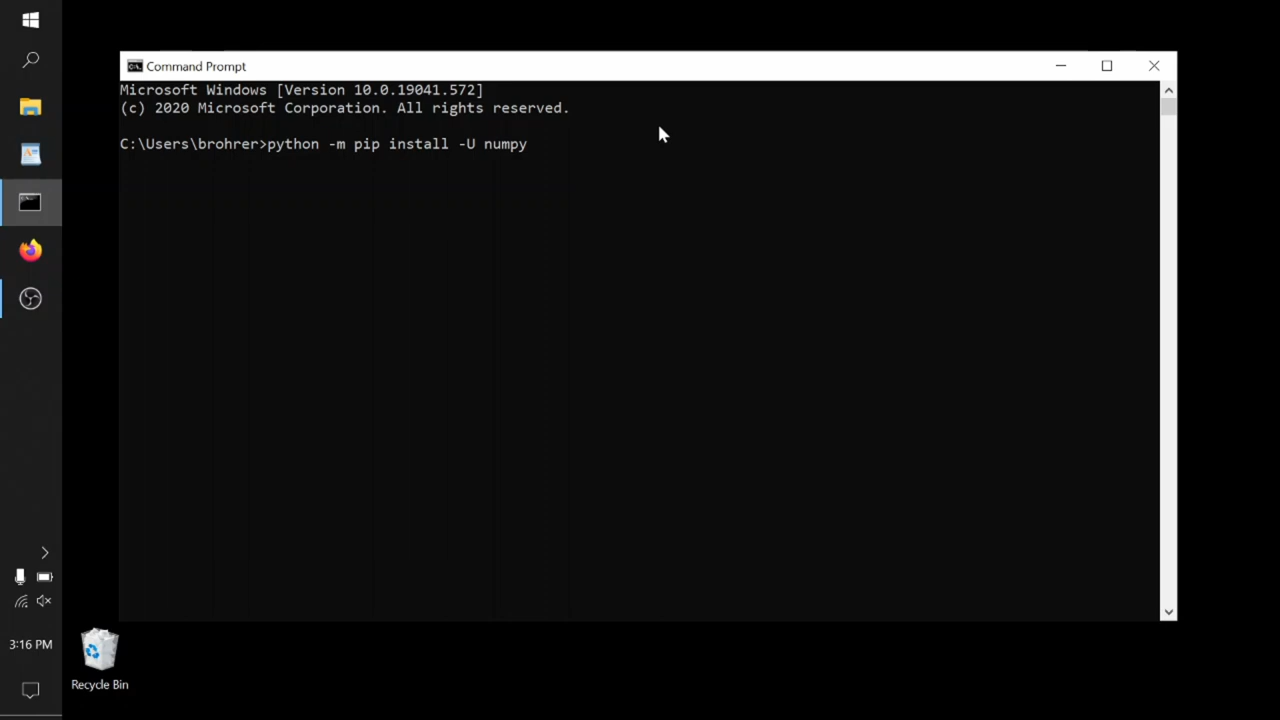 Command Prompt
Microsoft Windows [Version 10.0.19041.572]
(c) 2020 Microsoft Corporation. All rights reserved.
C:\Users\brohrer>python -m pip install -U numpy
3:16 PM
Recycle Bin